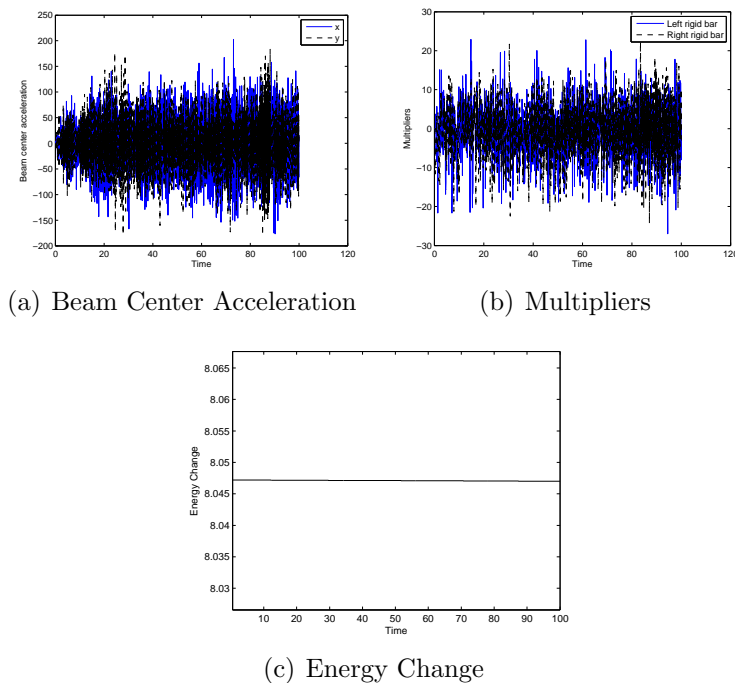 250
200
150
100
50
0
−50
−100
−150
−200
0 20 40 60 80 100 120
Time
Beam center acceleration
x
y
(a) Beam Center Acceleration
30
20
10
0
−10
−20
−30
0 20 40 60 80 100 120
Time
Multipliers
Left rigid bar
Right rigid bar
(b) Multipliers
8.065
8.06
8.055
8.05
8.045
8.04
8.035
8.03
10 20 30 40 50 60 70 80 90 100
Time
Energy Change
(c) Energy Change